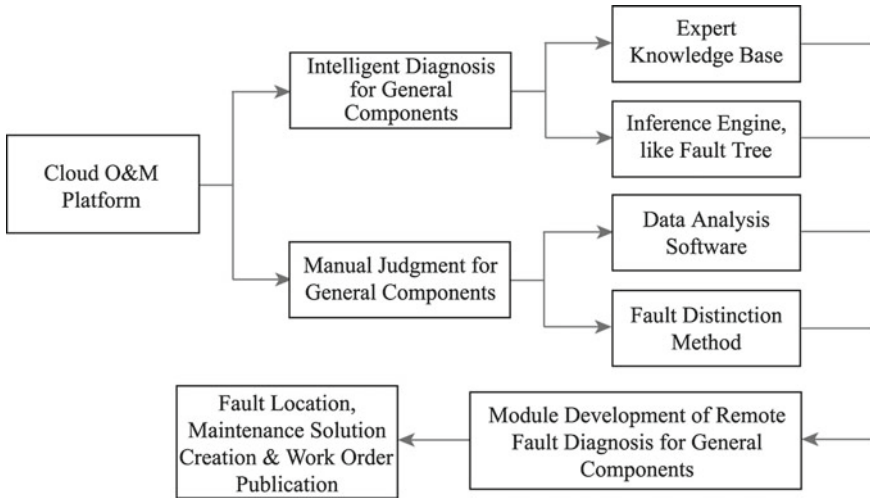 Cloud O&M
Platform
Intelligent Diagnosis
for General
Components
Manual Judgment for
General Components
Expert
Knowledge Base
Inference Engine,
like Fault Tree
Data Analysis
Software
Fault Distinction
Method
Module Development of Remote
Fault Diagnosis for General
Components
Fault Location,
Maintenance Solution
Creation & Work Order
Publication